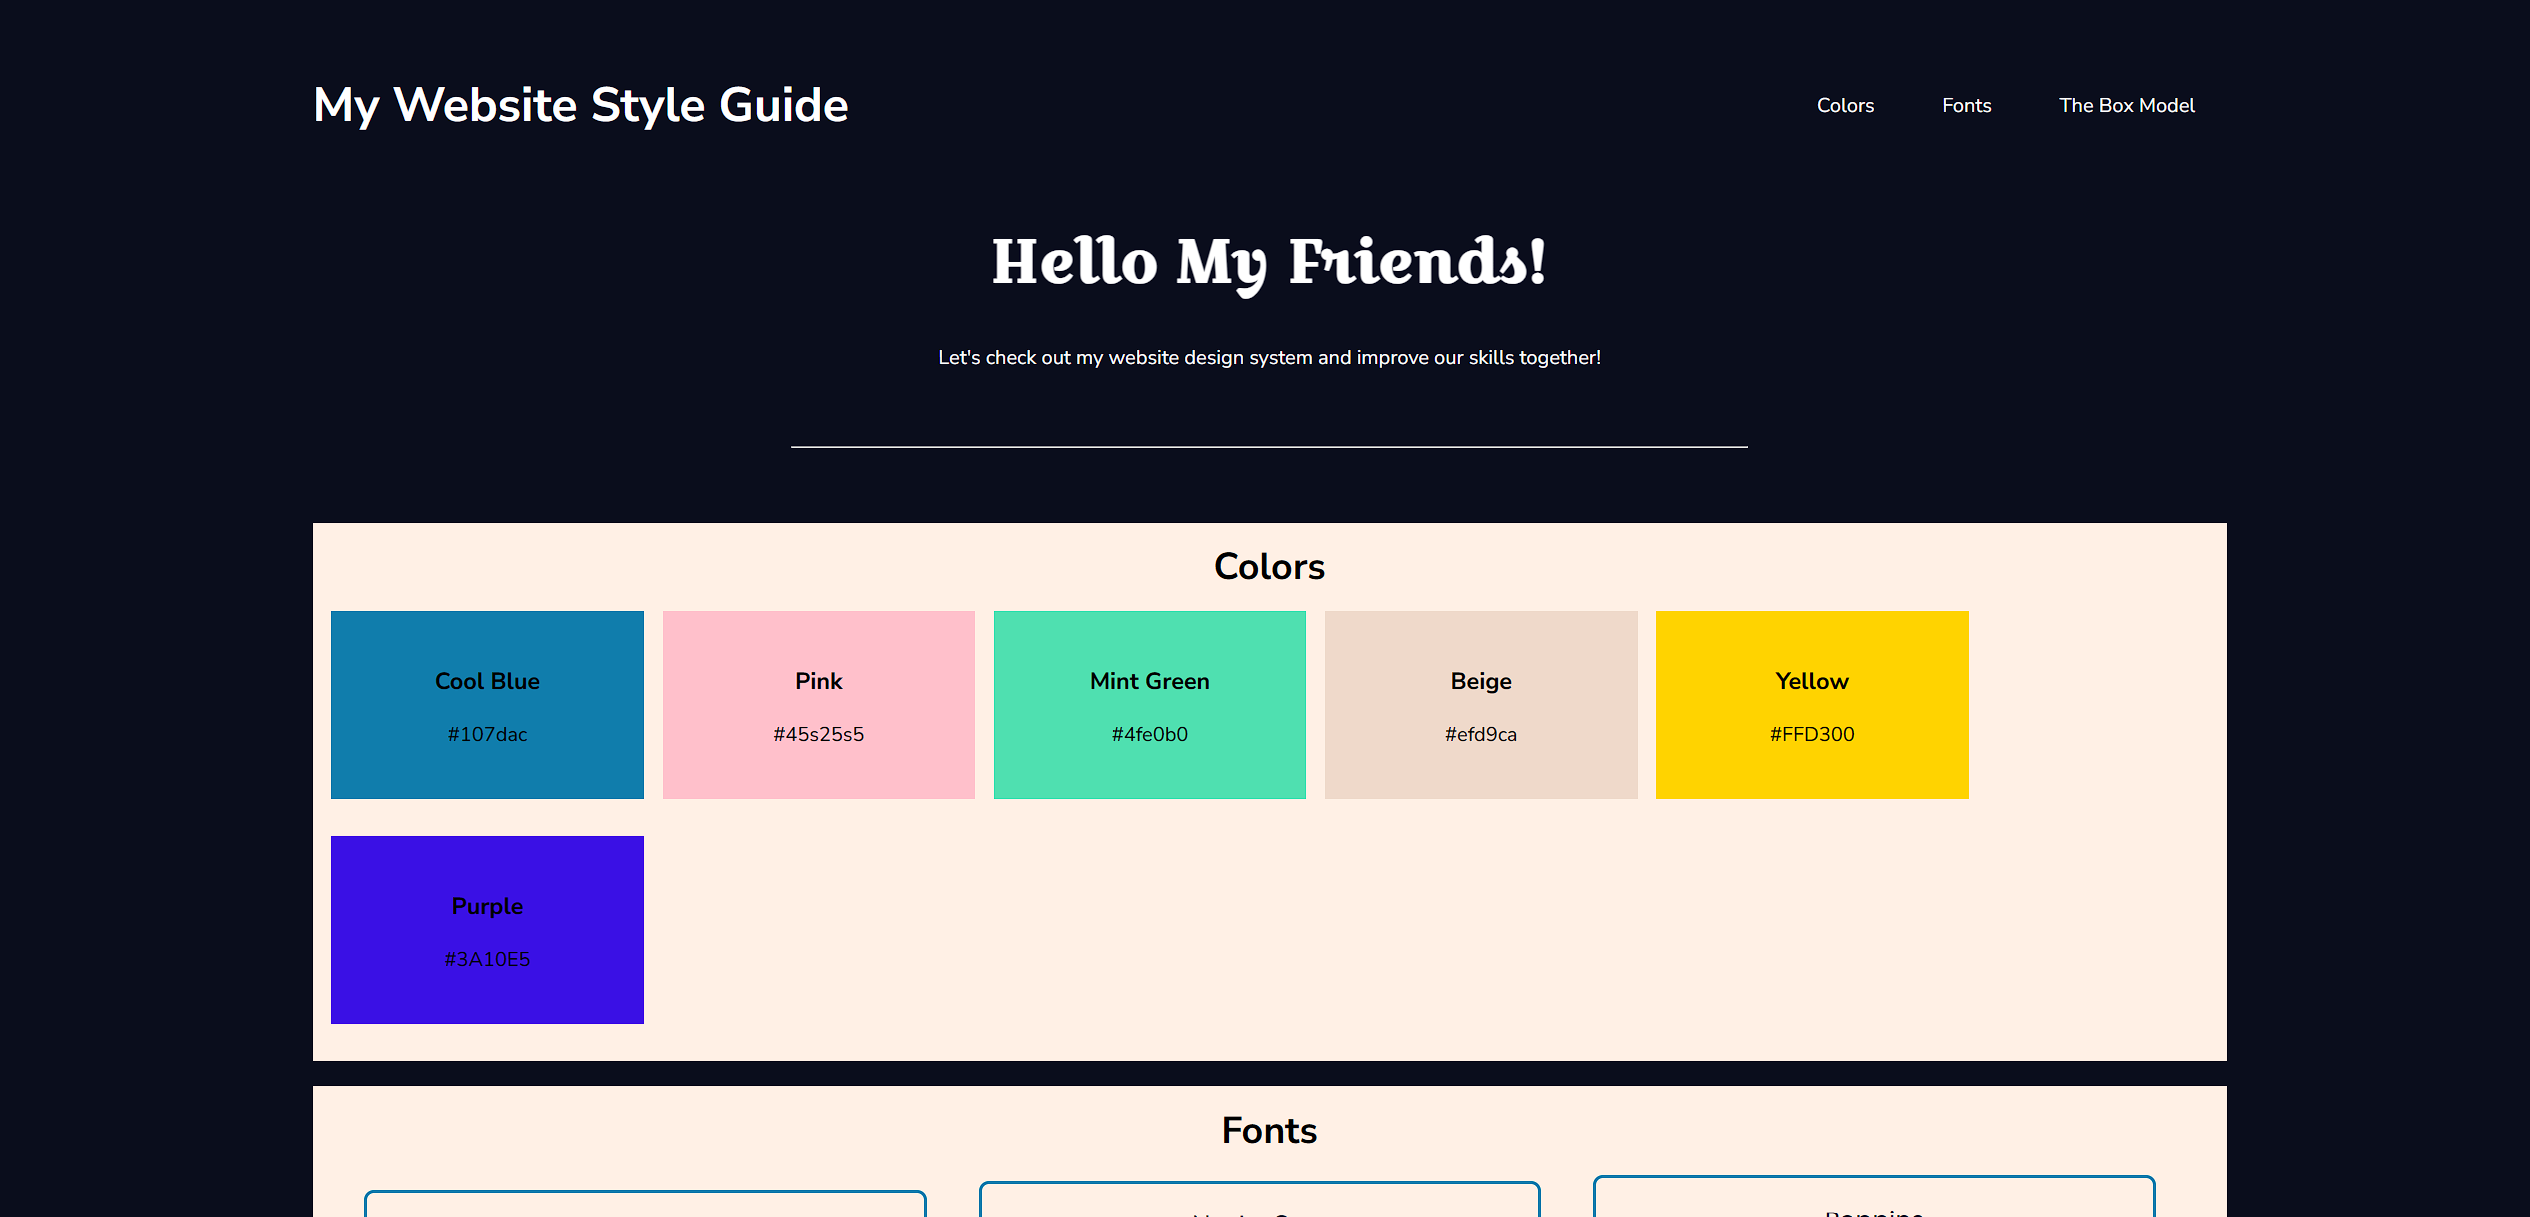 My Website Style Guide
Colors Fonts The Box Model
Hello My Friends!
Let's check out my website design system and improve our skills together!
Colors
Cool Blue
#107dac
Pink
#45s25s5
Mint Green
#4fe0b0
Beige
#efd9ca
Yellow
#FFD300
Purple
#3A10E5
Fonts